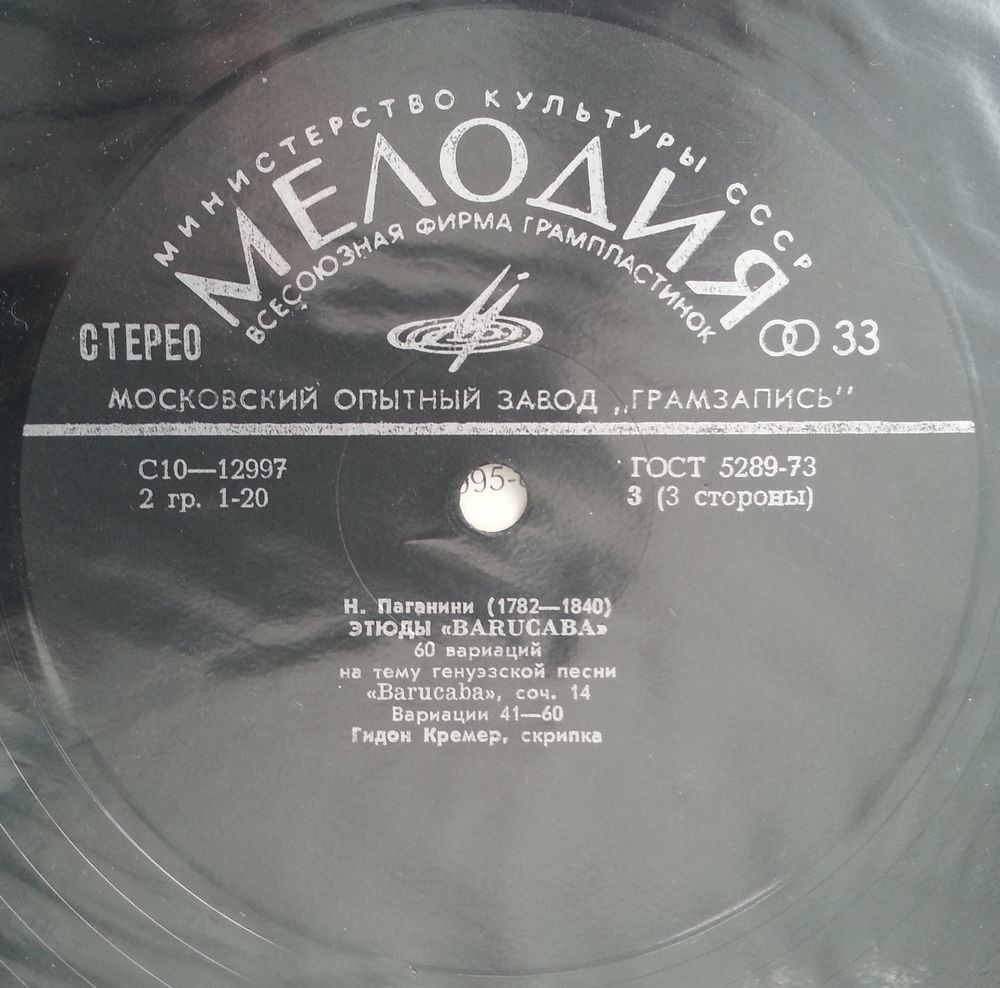 МИНИСТЕРСТВО КУЛЬТУРЫ СССР
МЕЛОДИЯ
ВСЕСОЮЗНАЯ ФИРМА ГРАМПЛАСТИНОК
СТЕРЕО
33
МОСКОВСКИЙ ОПЫТНЫЙ ЗАВОД „ГРАМЗАПИСЬ"
С10—12997
ГОСТ 5289-73
2 гр. 1-20
3 (3 стороны)
Н. Паганини (1782—1840)
ЭТЮДЫ «BARUCABA»
60 вариаций
на тему генуэзской песни
«Barucaba», соч. 14
Вариации 41—60
Гидон Кремер, скрипка